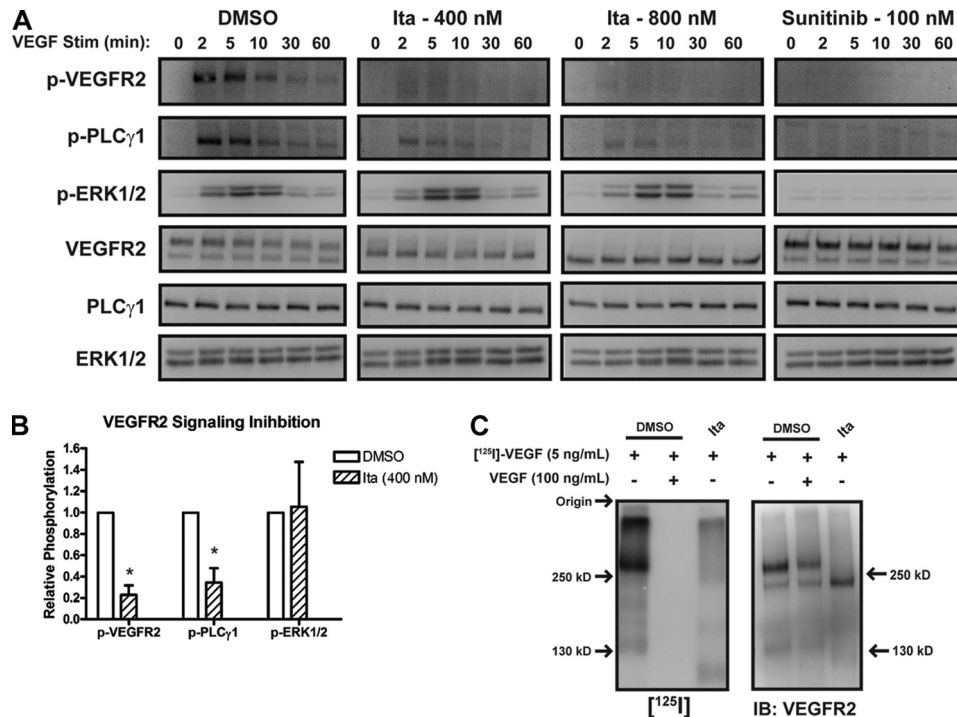 A
DMSO Ita - 400 nM Ita - 800 nM Sunitinib - 100 nM
VEGF Stim (min): 0 2 5 10 30 60 0 2 5 10 30 60 0 2 5 10 30 60 0 2 5 10 30 60
p-VEGFR2
p-PLCγ1
p-ERK1/2
VEGFR2
PLCγ1
ERK1/2
B
VEGFR2 Signaling Inihbition
Relative Phosphorylation
1.6
1.4
1.2
1.0
0.8
0.6
0.4
0.2
0.0
DMSO
Ita (400 nM)
* *
p-VEGFR2 p-PLCγ1 p-ERK1/2
C
DMSO Ita DMSO Ita
[125I]-VEGF (5 ng/mL) + + + + + +
VEGF (100 ng/mL) - + - - + -
Origin
250 kD 250 kD
130 kD 130 kD
[125I] IB: VEGFR2